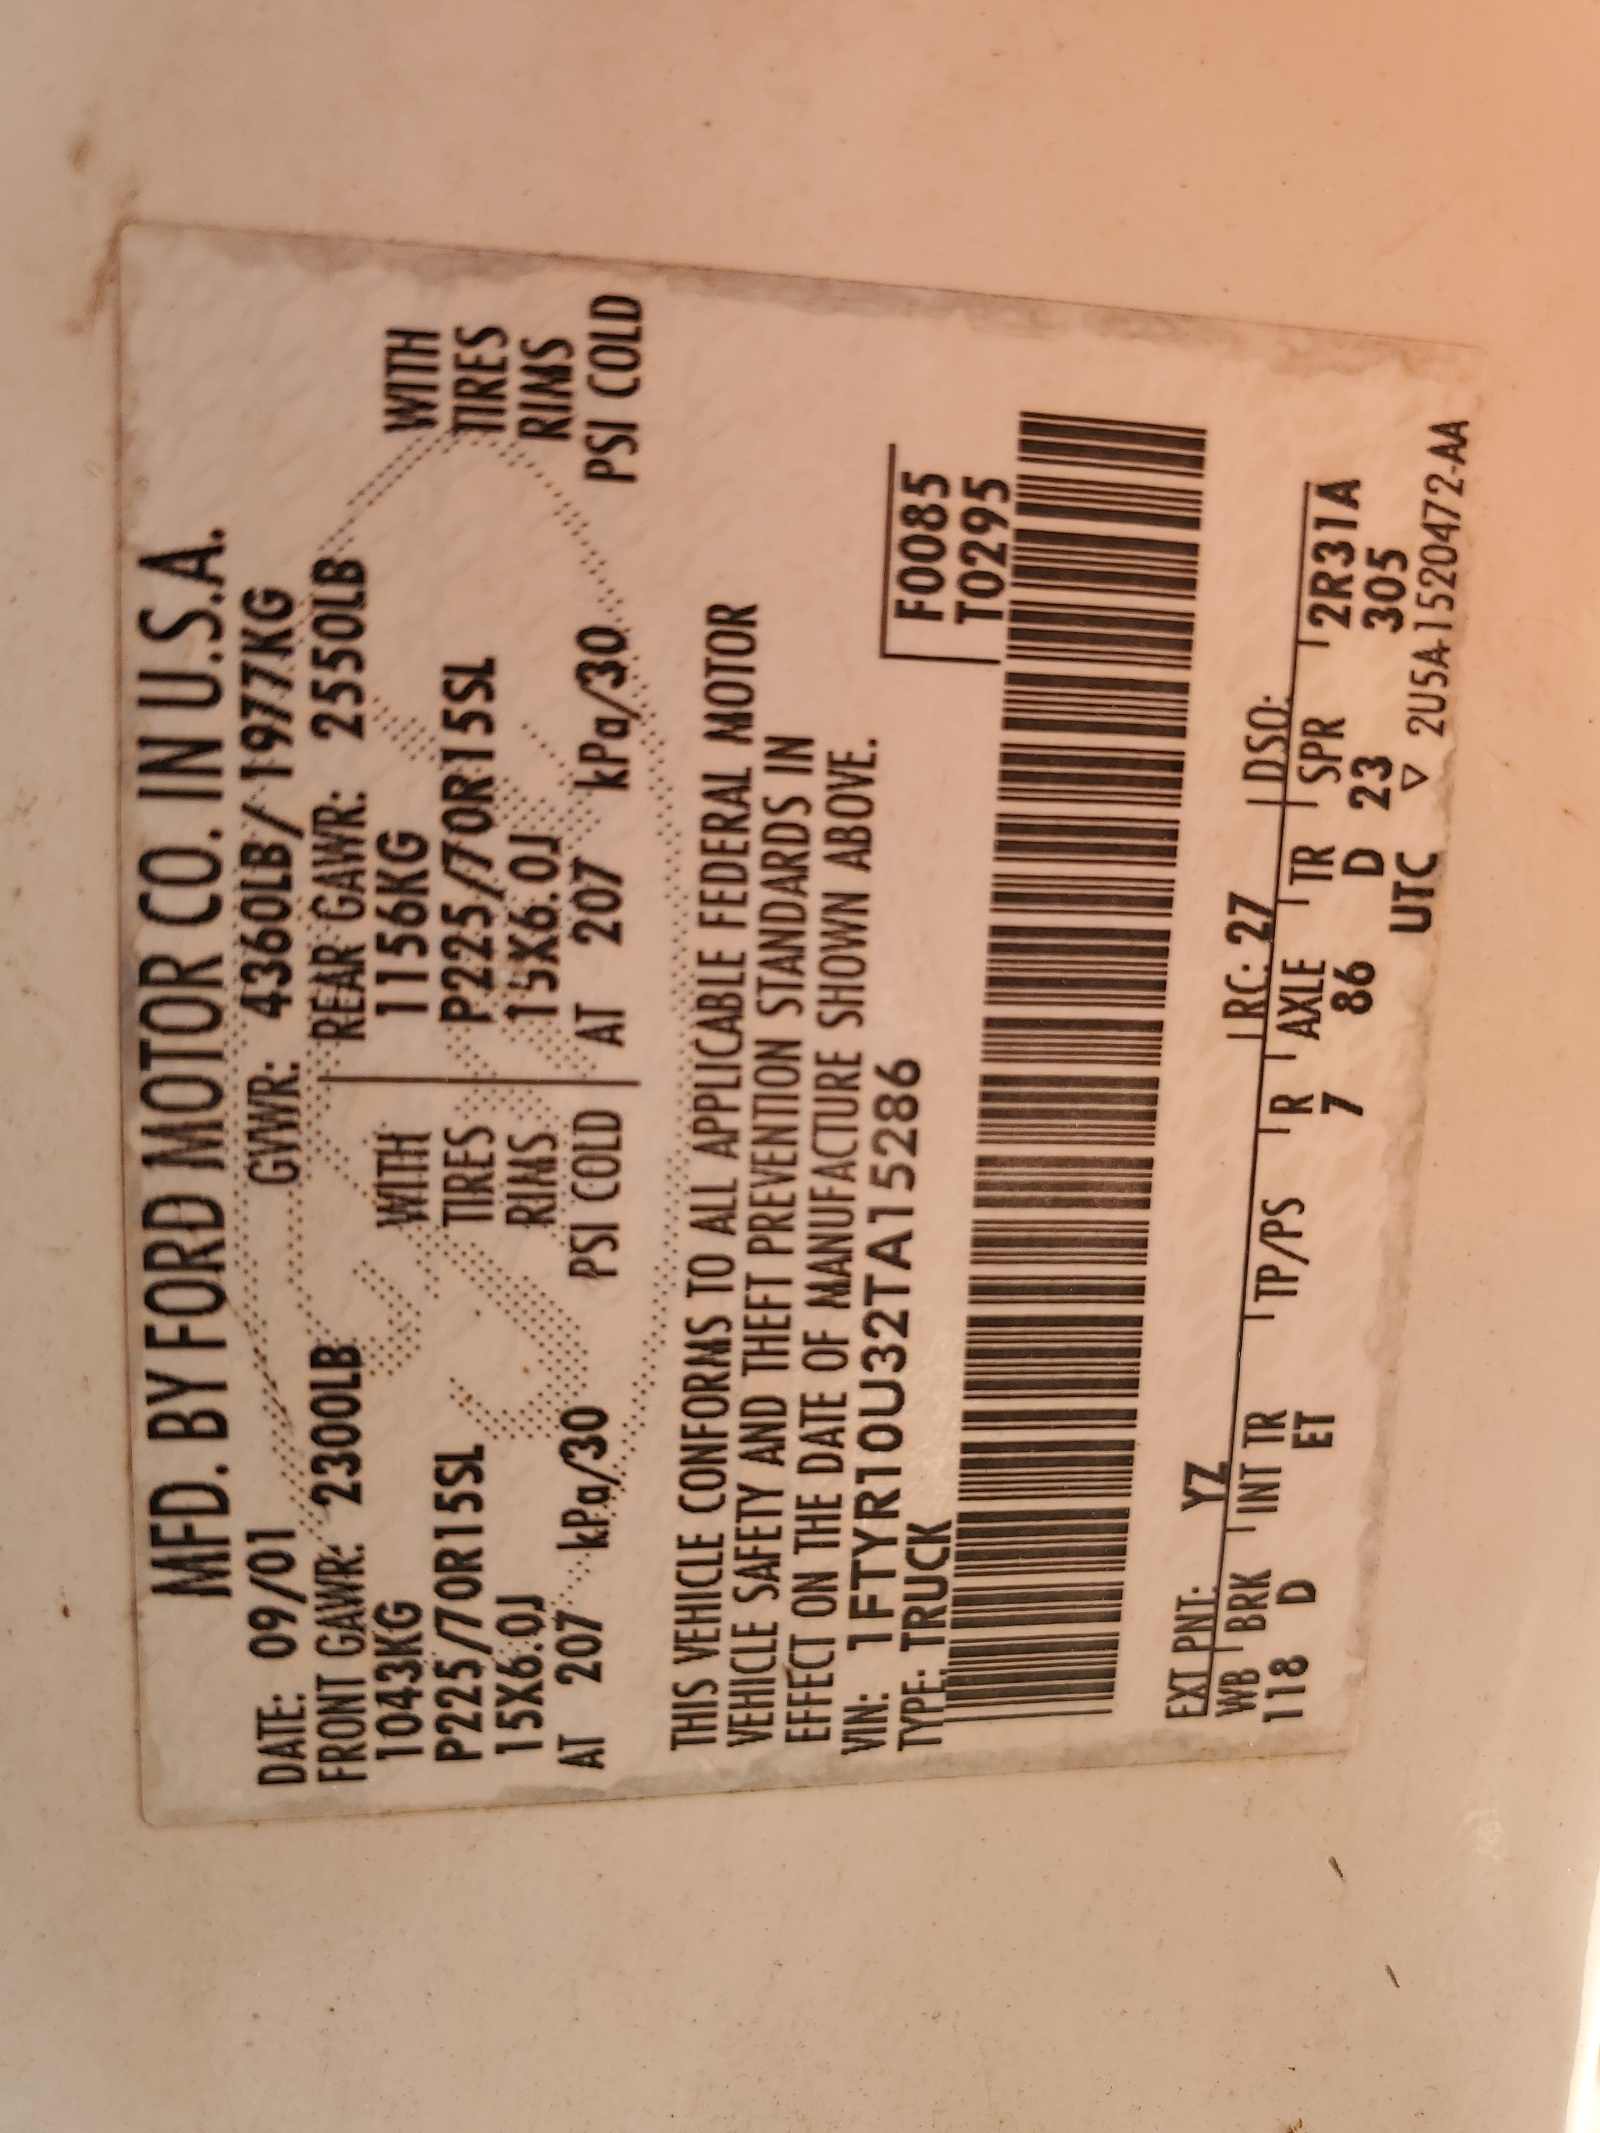 MFD. BY FORD MOTOR CO. IN U.S.A.
DATE: 09/01 GVWR: 4360LB/1977KG
FRONT GAWR: 2300LB REAR GAWR: 2550LB
1043KG WITH 1156KG WITH
P225/70R15SL TIRES P225/70R15SL TIRES
15X6.0J RIMS 15X6.0J RIMS
AT 207 kPa/30 PSI COLD AT 207 kPa/30 PSI COLD
THIS VEHICLE CONFORMS TO ALL APPLICABLE FEDERAL MOTOR
VEHICLE SAFETY AND THEFT PREVENTION STANDARDS IN
EFFECT ON THE DATE OF MANUFACTURE SHOWN ABOVE.
VIN: 1FTYR10U32TA15286 F0085
TYPE: TRUCK T0295
EXT PNT: YZ RC: 27 DSO:
WB BRK INT TR TP/PS R AXLE TR SPR 2R31A
118 D ET 7 86 D 23 305
UTC ▽ 2U5A-1520472-AA